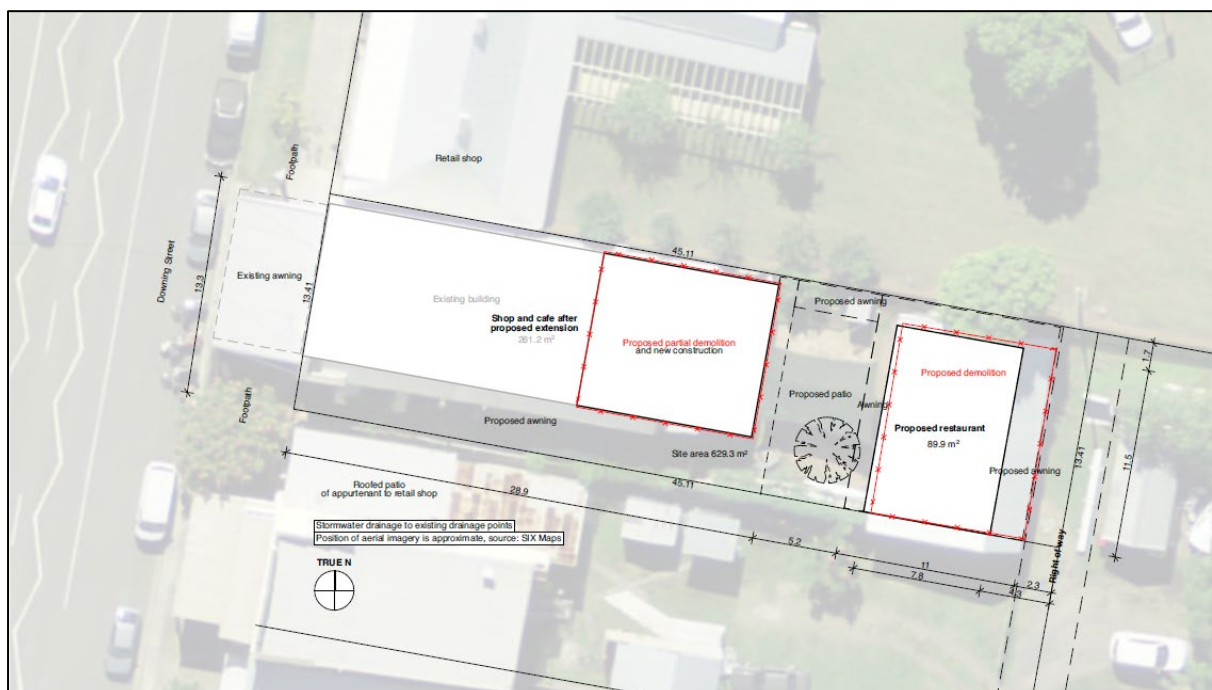 Retail shop
Footpath
45.11
Downing Street
13.3
Existing awning
13.41
Existing building
Shop and cafe after
proposed extension
261.2 m²
Proposed partial demolition
and new construction
Proposed awning
Proposed patio
Awning
Proposed demolition
Proposed restaurant
89.9 m²
Proposed awning
1.7
13.41
11.5
Footpath
Proposed awning
Site area 629.3 m²
45.11
28.9
Roofed patio
of appurtenant to retail shop
Stormwater drainage to existing drainage points
Position of aerial imagery is approximate, source: SIX Maps
TRUE N
5.2
11
7.8
2.3
4.3
Right of way